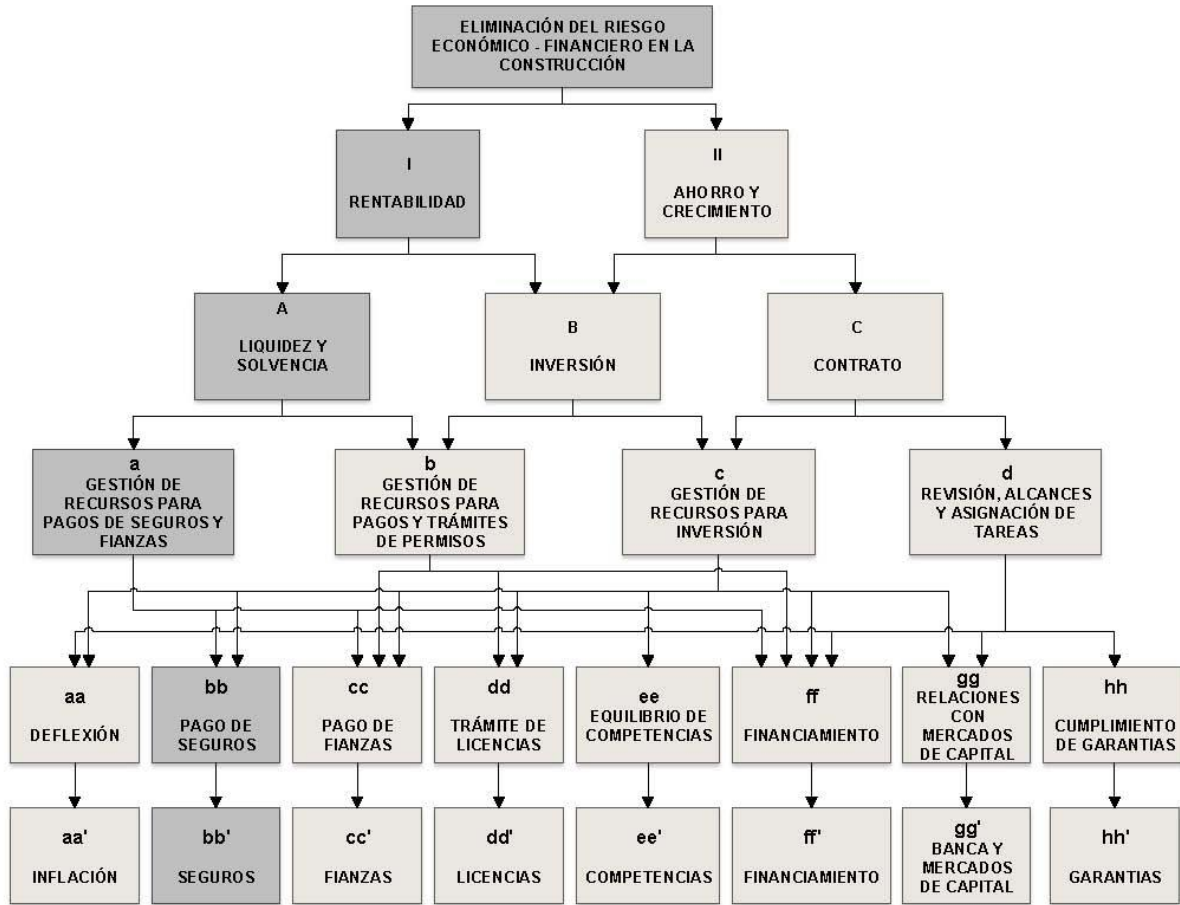 ELIMINACIÓN DEL RIESGO
ECONÓMICO - FINANCIERO EN LA
CONSTRUCCIÓN
I
RENTABILIDAD
II
AHORRO Y
CRECIMIENTO
A
LIQUIDEZ Y
SOLVENCIA
B
INVERSIÓN
C
CONTRATO
a
GESTIÓN DE
RECURSOS PARA
PAGOS DE SEGUROS Y
FIANZAS
b
GESTIÓN DE
RECURSOS PARA
PAGOS Y TRÁMITES
DE PERMISOS
c
GESTIÓN DE
RECURSOS PARA
INVERSIÓN
d
REVISIÓN, ALCANCES
Y ASIGNACIÓN DE
TAREAS
aa
DEFLEXIÓN
bb
PAGO DE
SEGUROS
cc
PAGO DE
FIANZAS
dd
TRÁMITE DE
LICENCIAS
ee
EQUILIBRIO DE
COMPETENCIAS
ff
FINANCIAMIENTO
gg
RELACIONES
CON
MERCADOS
DE CAPITAL
hh
CUMPLIMIENTO
DE GARANTIAS
aa'
INFLACIÓN
bb'
SEGUROS
cc'
FIANZAS
dd'
LICENCIAS
ee'
COMPETENCIAS
ff'
FINANCIAMIENTO
gg'
BANCA Y
MERCADOS
DE CAPITAL
hh'
GARANTIAS